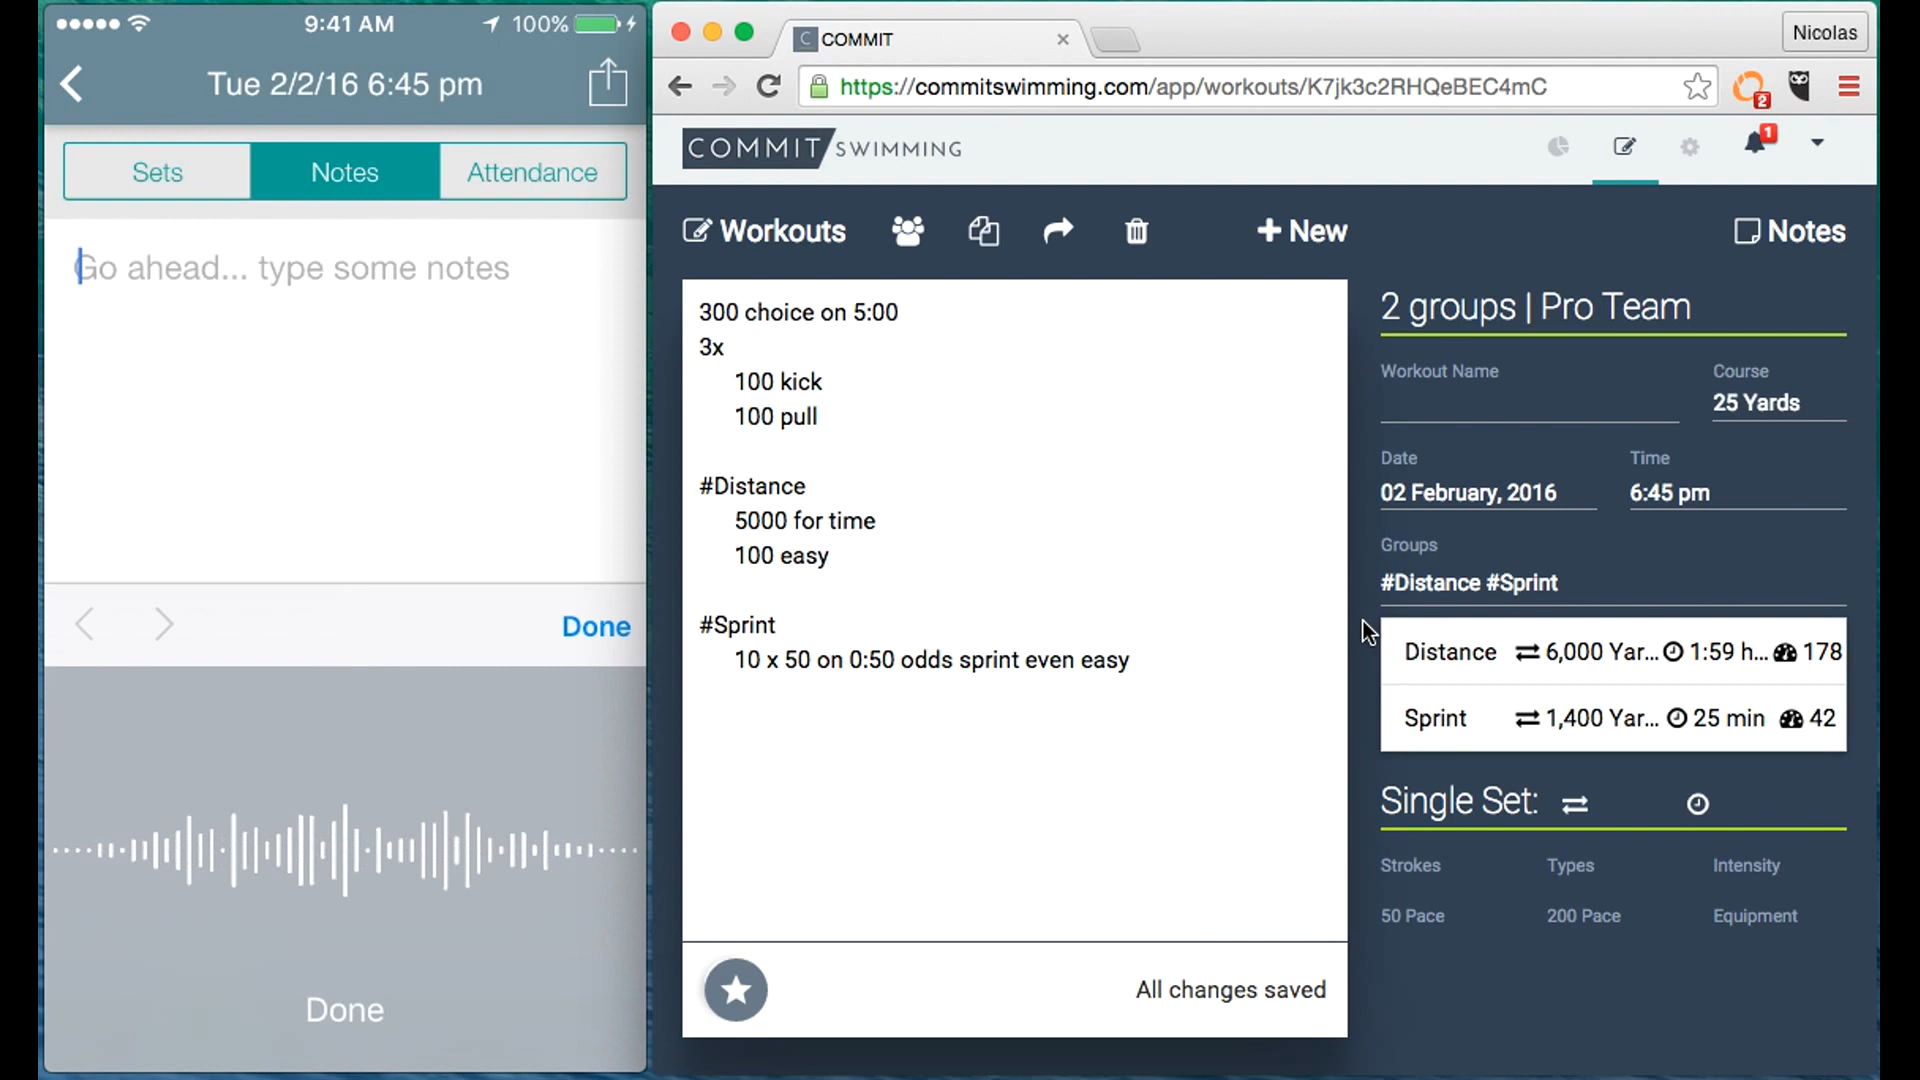 9:41 AM
100%
Tue 2/2/16 6:45 pm
Sets
Notes
Attendance
Go ahead... type some notes
Done
Done
C COMMIT
Nicolas
https://commitswimming.com/app/workouts/K7jk3c2RHQeBEC4mC
2
COMMIT SWIMMING
1
Workouts
+ New
Notes
300 choice on 5:00
3x
100 kick
100 pull
#Distance
5000 for time
100 easy
#Sprint
10 x 50 on 0:50 odds sprint even easy
All changes saved
2 groups | Pro Team
Workout Name
Course
25 Yards
Date
Time
02 February, 2016
6:45 pm
Groups
#Distance #Sprint
Distance 6,000 Yar... 1:59 h... 178
Sprint 1,400 Yar... 25 min 42
Single Set:
Strokes
Types
Intensity
50 Pace
200 Pace
Equipment